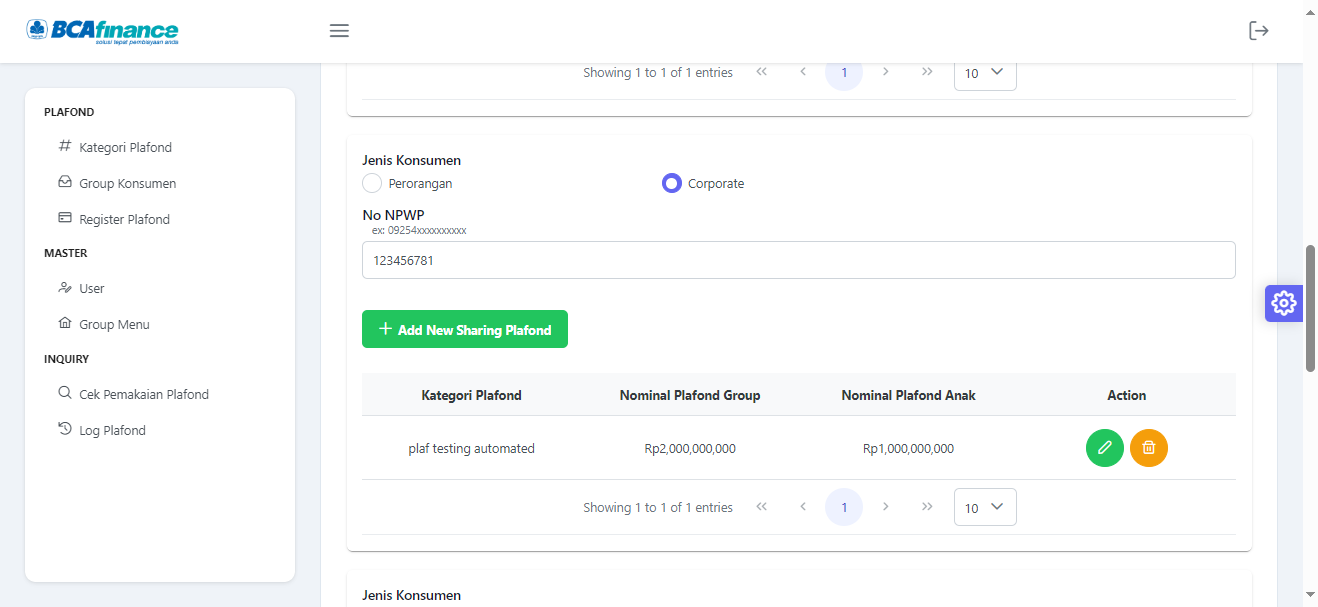 BCAfinance
solusi tepat pembiayaan anda
Showing 1 to 1 of 1 entries
1
10
PLAFOND
Kategori Plafond
Group Konsumen
Register Plafond
MASTER
User
Group Menu
INQUIRY
Cek Pemakaian Plafond
Log Plafond
Jenis Konsumen
Perorangan
Corporate
No NPWP
ex: 09254xxxxxxxxxx
123456781
Add New Sharing Plafond
Kategori Plafond Nominal Plafond Group Nominal Plafond Anak Action
plaf testing automated Rp2,000,000,000 Rp1,000,000,000
Showing 1 to 1 of 1 entries
1
10
Jenis Konsumen